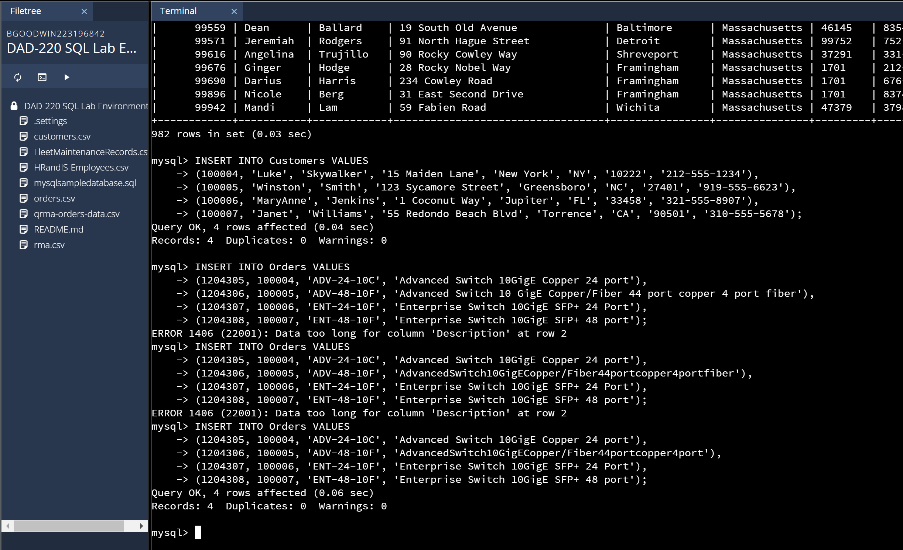 Filetree ×
BGOODWIN223196842
DAD-220 SQL Lab E...
DAD 220 SQL Lab Environment
.settings
customers.csv
FleetMaintenanceRecords.cs
HRandIS Employees.csv
mysqlsampledatabase.sql
orders.csv
qrma-orders-data.csv
README.md
rma.csv
Terminal ×
| 99559 | Dean | Ballard | 19 South Old Avenue | Baltimore | Massachusetts | 46145 | 835
| 99571 | Jeremiah | Rodgers | 91 North Hague Street | Detroit | Massachusetts | 99752 | 752
| 99616 | Angelina | Trujillo | 90 Rocky Cowley Way | Shreveport | Massachusetts | 37291 | 331
| 99676 | Ginger | Hodge | 28 Rocky Nobel Way | Framingham | Massachusetts | 1701 | 212
| 99690 | Darius | Harris | 234 Cowley Road | Framingham | Massachusetts | 1701 | 676
| 99896 | Nicole | Berg | 31 East Second Drive | Framingham | Massachusetts | 1701 | 837
| 99942 | Mandi | Lam | 59 Fabien Road | Wichita | Massachusetts | 47379 | 379
982 rows in set (0.03 sec)
mysql> INSERT INTO Customers VALUES
-> (100004, 'Luke', 'Skywalker', '15 Maiden Lane', 'New York', 'NY', '10222', '212-555-1234'),
-> (100005, 'Winston', 'Smith', '123 Sycamore Street', 'Greensboro', 'NC', '27401', '919-555-6623'),
-> (100006, 'MaryAnne', 'Jenkins', '1 Coconut Way', 'Jupiter', 'FL', '33458', '321-555-8907'),
-> (100007, 'Janet', 'Williams', '55 Redondo Beach Blvd', 'Torrence', 'CA', '90501', '310-555-5678');
Query OK, 4 rows affected (0.04 sec)
Records: 4 Duplicates: 0 Warnings: 0
mysql> INSERT INTO Orders VALUES
-> (1204305, 100004, 'ADV-24-10C', 'Advanced Switch 10GigE Copper 24 port'),
-> (1204306, 100005, 'ADV-48-10F', 'Advanced Switch 10 GigE Copper/Fiber 44 port copper 4 port fiber'),
-> (1204307, 100006, 'ENT-24-10F', 'Enterprise Switch 10GigE SFP+ 24 Port'),
-> (1204308, 100007, 'ENT-48-10F', 'Enterprise Switch 10GigE SFP+ 48 port');
ERROR 1406 (22001): Data too long for column 'Description' at row 2
mysql> INSERT INTO Orders VALUES
-> (1204305, 100004, 'ADV-24-10C', 'Advanced Switch 10GigE Copper 24 port'),
-> (1204306, 100005, 'ADV-48-10F', 'AdvancedSwitch10GigECopper/Fiber44portcopper4portfiber'),
-> (1204307, 100006, 'ENT-24-10F', 'Enterprise Switch 10GigE SFP+ 24 Port'),
-> (1204308, 100007, 'ENT-48-10F', 'Enterprise Switch 10GigE SFP+ 48 port');
ERROR 1406 (22001): Data too long for column 'Description' at row 2
mysql> INSERT INTO Orders VALUES
-> (1204305, 100004, 'ADV-24-10C', 'Advanced Switch 10GigE Copper 24 port'),
-> (1204306, 100005, 'ADV-48-10F', 'AdvancedSwitch10GigECopper/Fiber44portcopper4port'),
-> (1204307, 100006, 'ENT-24-10F', 'Enterprise Switch 10GigE SFP+ 24 Port'),
-> (1204308, 100007, 'ENT-48-10F', 'Enterprise Switch 10GigE SFP+ 48 port');
Query OK, 4 rows affected (0.06 sec)
Records: 4 Duplicates: 0 Warnings: 0
mysql>